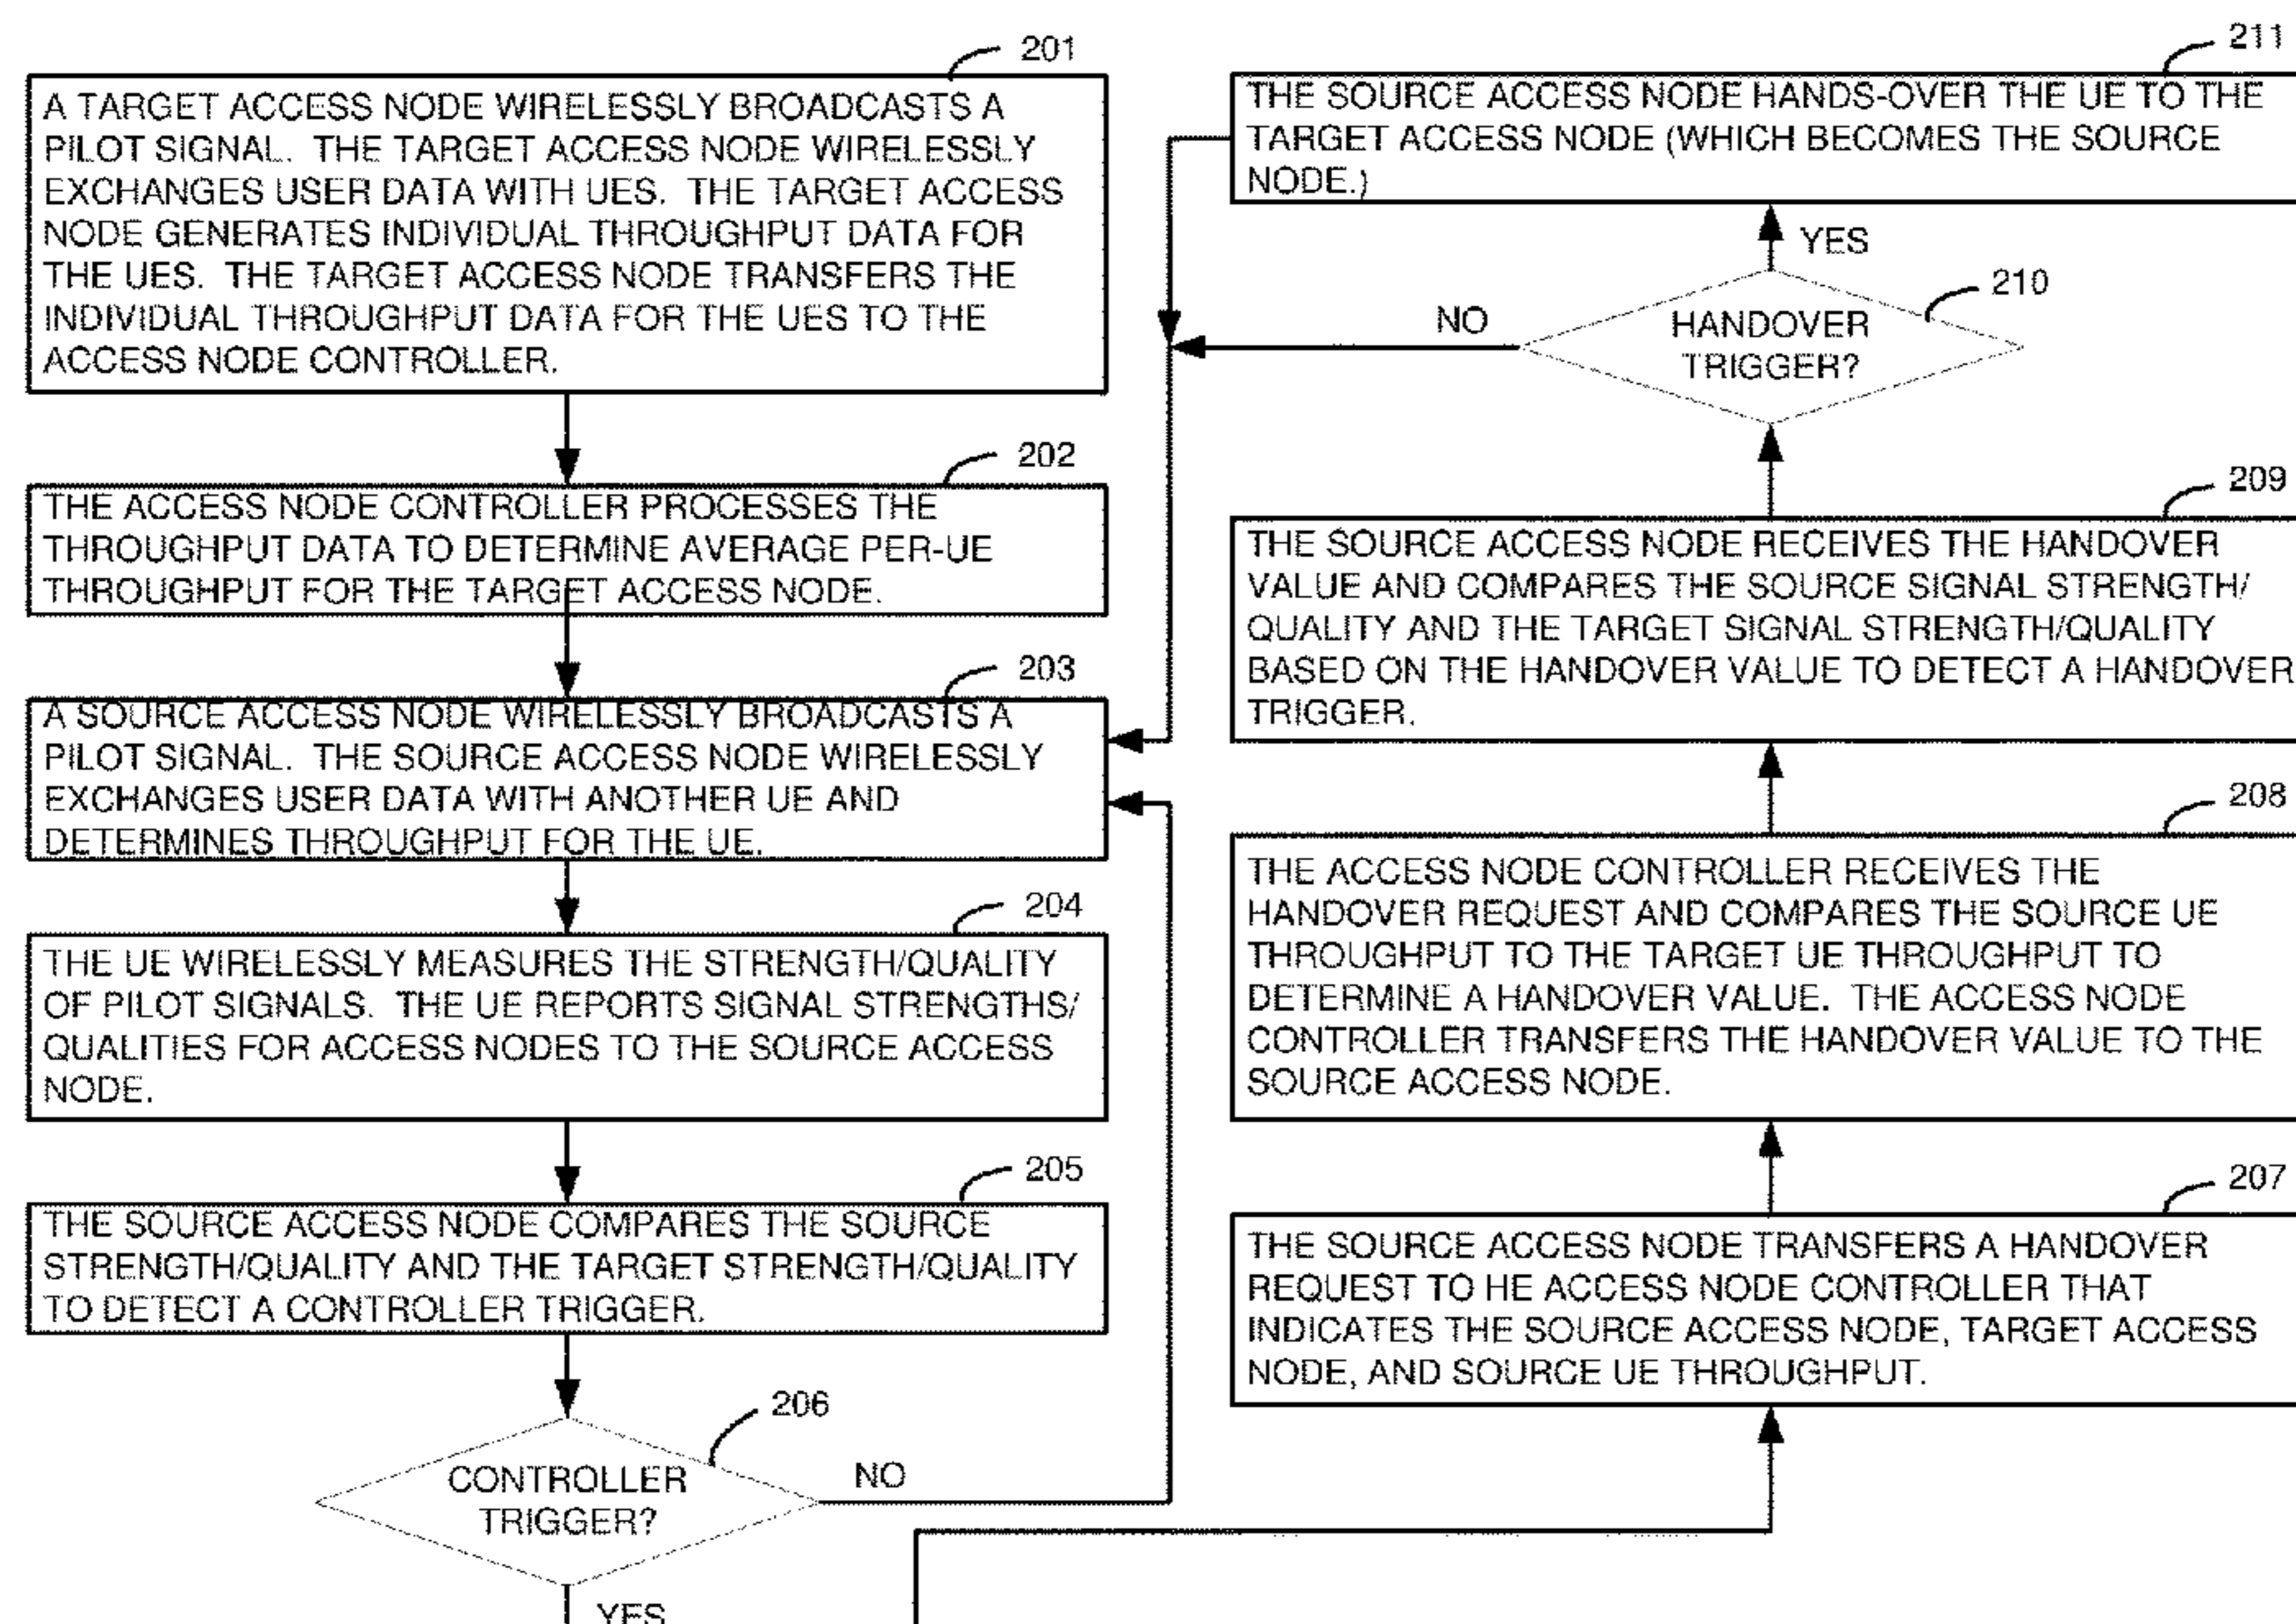 201
A TARGET ACCESS NODE WIRELESSLY BROADCASTS A
PILOT SIGNAL. THE TARGET ACCESS NODE WIRELESSLY
EXCHANGES USER DATA WITH UES. THE TARGET ACCESS
NODE GENERATES INDIVIDUAL THROUGHPUT DATA FOR
THE UES. THE TARGET ACCESS NODE TRANSFERS THE
INDIVIDUAL THROUGHPUT DATA FOR THE UES TO THE
ACCESS NODE CONTROLLER.
202
THE ACCESS NODE CONTROLLER PROCESSES THE
THROUGHPUT DATA TO DETERMINE AVERAGE PER-UE
THROUGHPUT FOR THE TARGET ACCESS NODE.
203
A SOURCE ACCESS NODE WIRELESSLY BROADCASTS A
PILOT SIGNAL. THE SOURCE ACCESS NODE WIRELESSLY
EXCHANGES USER DATA WITH ANOTHER UE AND
DETERMINES THROUGHPUT FOR THE UE.
204
THE UE WIRELESSLY MEASURES THE STRENGTH/QUALITY
OF PILOT SIGNALS. THE UE REPORTS SIGNAL STRENGTHS/
QUALITIES FOR ACCESS NODES TO THE SOURCE ACCESS
NODE.
205
THE SOURCE ACCESS NODE COMPARES THE SOURCE
STRENGTH/QUALITY AND THE TARGET STRENGTH/QUALITY
TO DETECT A CONTROLLER TRIGGER.
206
CONTROLLER
TRIGGER?
NO
YES
207
THE SOURCE ACCESS NODE TRANSFERS A HANDOVER
REQUEST TO HE ACCESS NODE CONTROLLER THAT
INDICATES THE SOURCE ACCESS NODE, TARGET ACCESS
NODE, AND SOURCE UE THROUGHPUT.
208
THE ACCESS NODE CONTROLLER RECEIVES THE
HANDOVER REQUEST AND COMPARES THE SOURCE UE
THROUGHPUT TO THE TARGET UE THROUGHPUT TO
DETERMINE A HANDOVER VALUE. THE ACCESS NODE
CONTROLLER TRANSFERS THE HANDOVER VALUE TO THE
SOURCE ACCESS NODE.
209
THE SOURCE ACCESS NODE RECEIVES THE HANDOVER
VALUE AND COMPARES THE SOURCE SIGNAL STRENGTH/
QUALITY AND THE TARGET SIGNAL STRENGTH/QUALITY
BASED ON THE HANDOVER VALUE TO DETECT A HANDOVER
TRIGGER.
210
HANDOVER
TRIGGER?
NO
YES
211
THE SOURCE ACCESS NODE HANDS-OVER THE UE TO THE
TARGET ACCESS NODE (WHICH BECOMES THE SOURCE
NODE.)